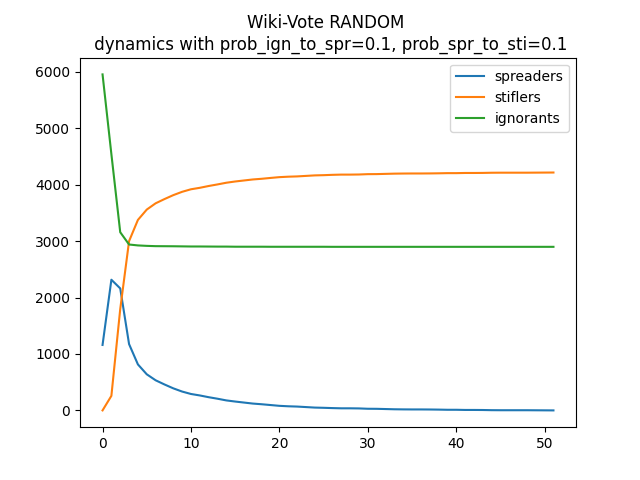 Wiki-Vote RANDOM
dynamics with prob_ign_to_spr=0.1, prob_spr_to_sti=0.1
spreaders
stiflers
ignorants
6000
5000
4000
3000
2000
1000
0
0 10 20 30 40 50